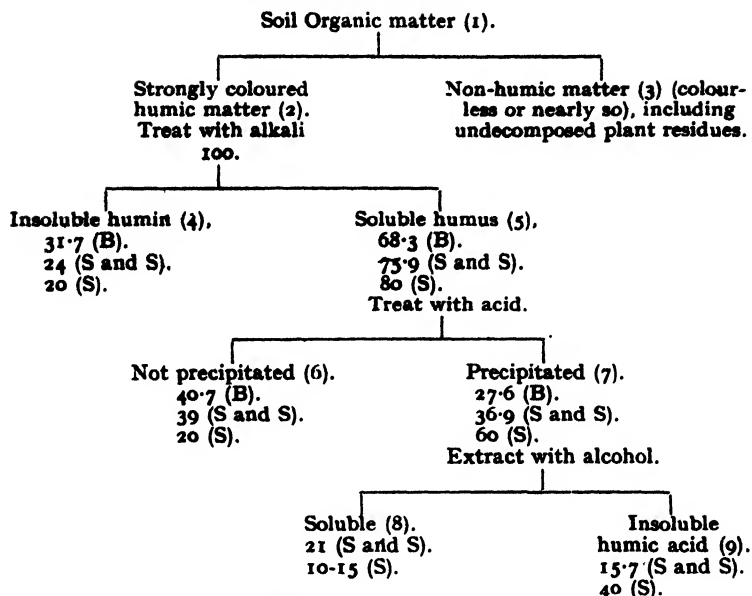 Soil Organic matter (1).
Strongly coloured
humic matter (2).
Treat with alkali
100.
Non-humic matter (3) (colour-
less or nearly so), including
undecomposed plant residues.
Insoluble humin (4),
31·7 (B).
24 (S and S).
20 (S).
Soluble humus (5),
68·3 (B).
75·9 (S and S).
80 (S).
Treat with acid.
Not precipitated (6).
40·7 (B).
39 (S and S).
20 (S).
Precipitated (7).
27·6 (B).
36·9 (S and S).
60 (S).
Extract with alcohol.
Soluble (8).
21 (S and S).
10-15 (S).
Insoluble
humic acid (9).
15·7 (S and S).
40 (S).